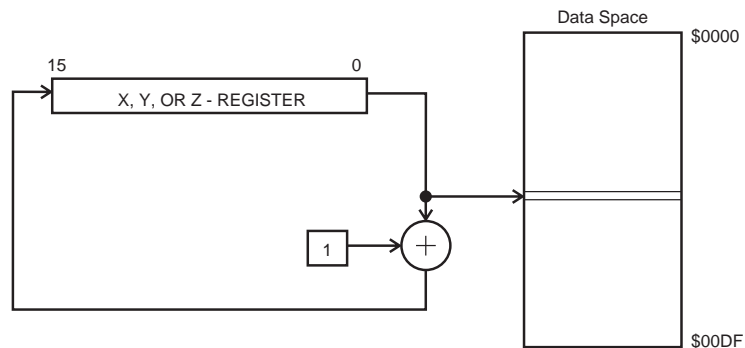 Data Space
$0000
15
0
X, Y, OR Z - REGISTER
1
+
$00DF